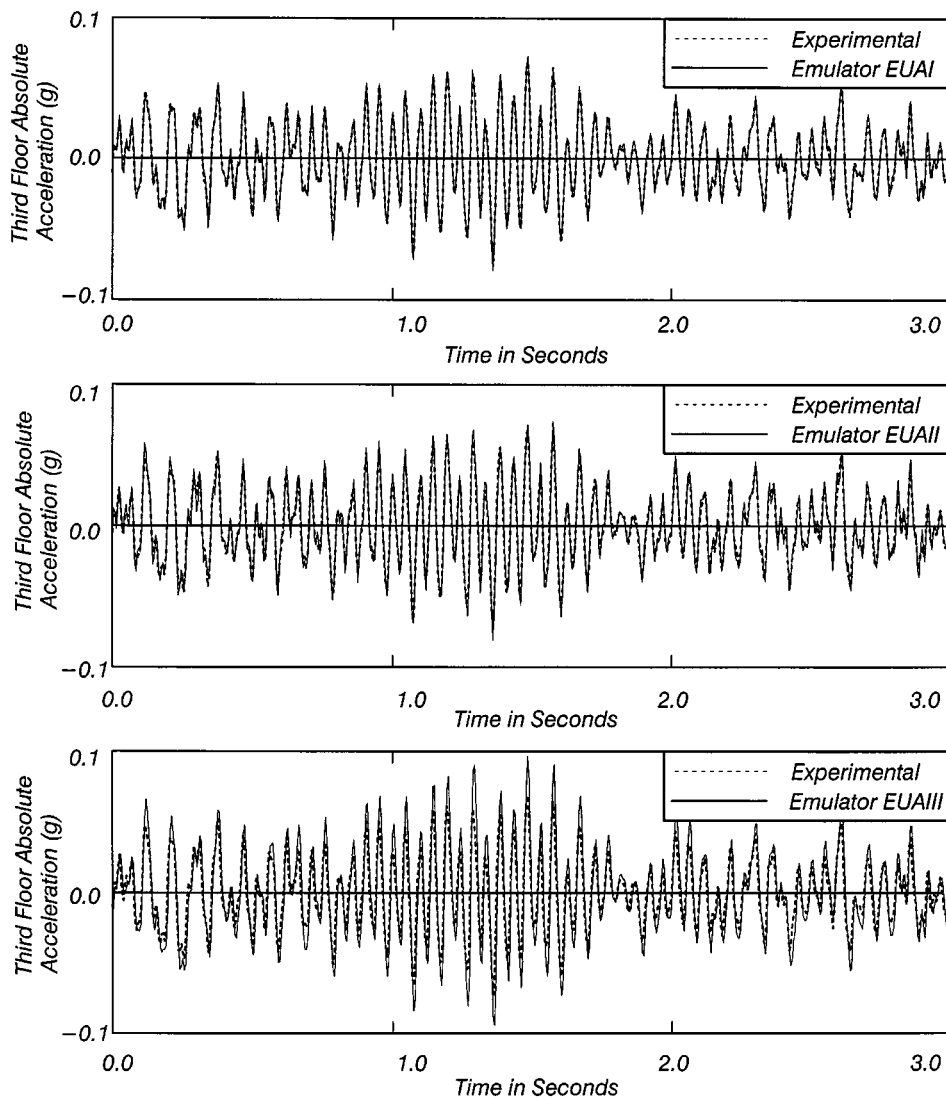 0.1
Experimental
Emulator EUAI
Third Floor Absolute
Acceleration (g)
0.0
−0.1
0.0 1.0 2.0 3.0
Time in Seconds
0.1
Experimental
Emulator EUAII
Third Floor Absolute
Acceleration (g)
0.0
−0.1
0.0 1.0 2.0 3.0
Time in Seconds
0.1
Experimental
Emulator EUAIII
Third Floor Absolute
Acceleration (g)
0.0
−0.1
0.0 1.0 2.0 3.0
Time in Seconds